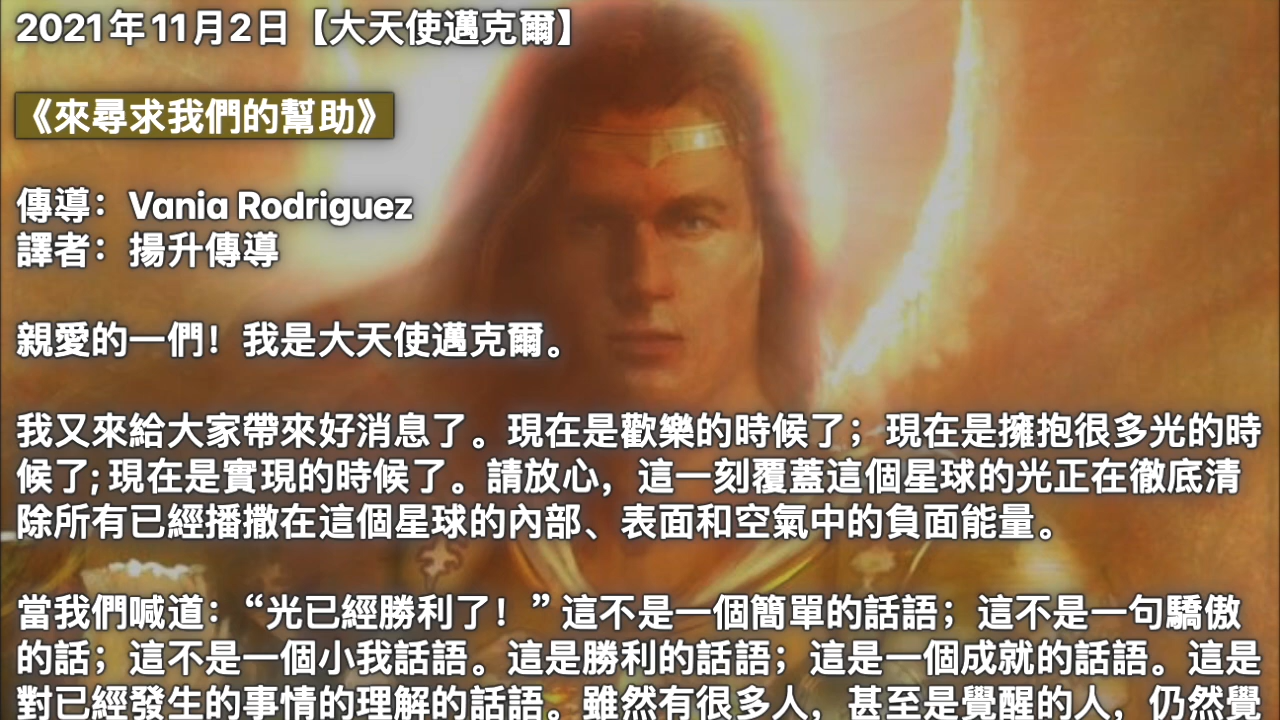 2021年11月2日【大天使邁克爾】
《來尋求我們的幫助》
傳導：Vania Rodriguez
譯者：揚升傳導
親愛的一們！我是大天使邁克爾。
我又來給大家帶來好消息了。現在是歡樂的時候了；現在是擁抱很多光的時
候了; 現在是實現的時候了。請放心，這一刻覆蓋這個星球的光正在徹底清
除所有已經播撒在這個星球的內部、表面和空氣中的負面能量。
當我們喊道：“光已經勝利了！”這不是一個簡單的話語；這不是一句驕傲
的話；這不是一個小我話語。這是勝利的話語；這是一個成就的話語。這是
對已經發生的事情的理解的話語。雖然有很多人，甚至是覺醒的人，仍然覺